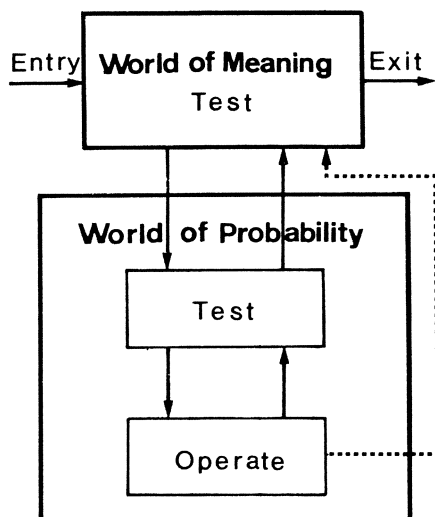 Entry
World of Meaning
Exit
Test
World of Probability
Test
Operate